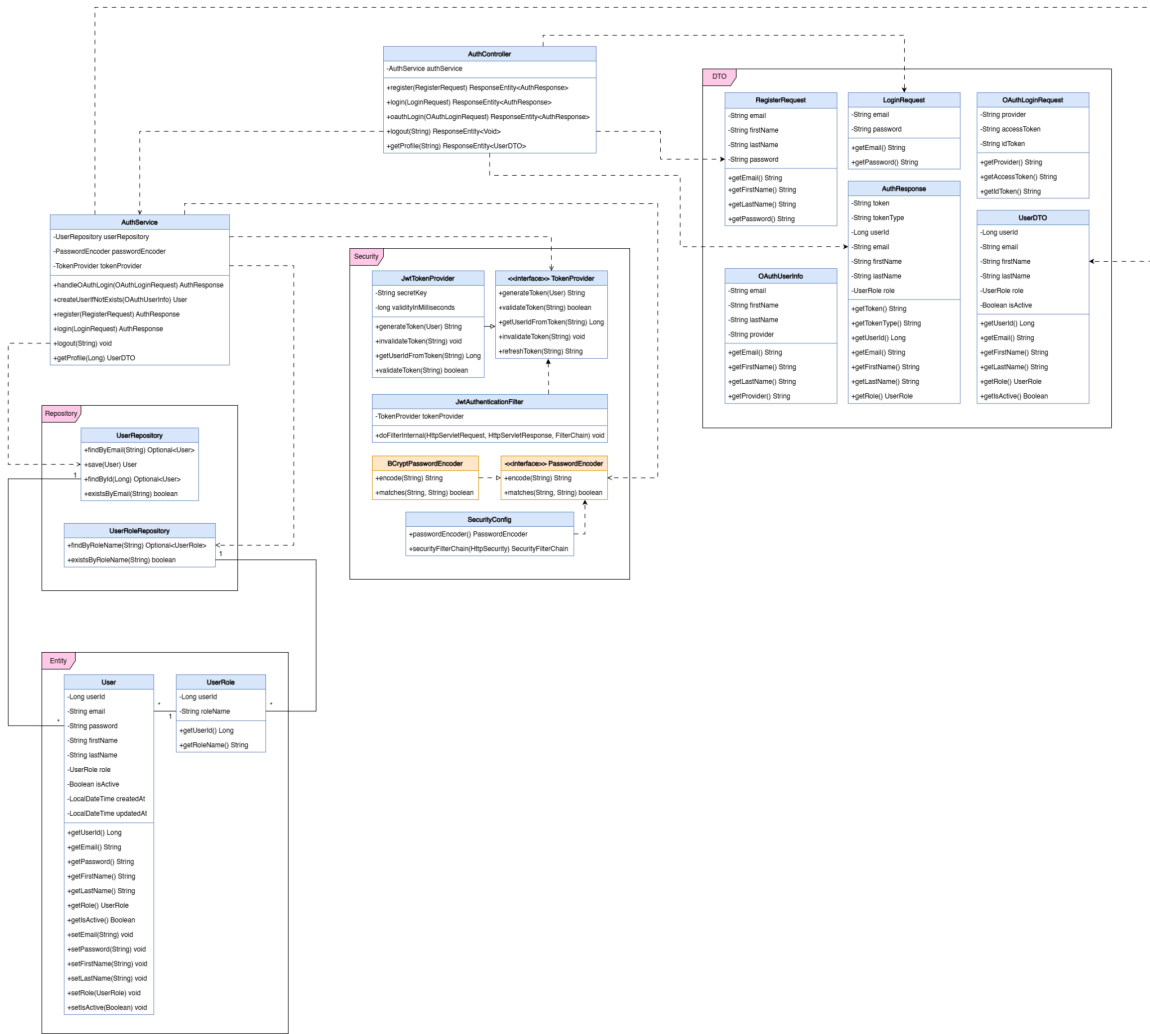 AuthController
-AuthService authService
+register(RegisterRequest) ResponseEntity<AuthResponse>
+login(LoginRequest) ResponseEntity<AuthResponse>
+oauthLogin(OAuthLoginRequest) ResponseEntity<AuthResponse>
+logout(String) ResponseEntity<Void>
+getProfile(String) ResponseEntity<UserDTO>
DTO
RegisterRequest
-String email
-String firstName
-String lastName
-String password
+getEmail() String
+getFirstName() String
+getLastName() String
+getPassword() String
LoginRequest
-String email
-String password
+getEmail() String
+getPassword() String
OAuthLoginRequest
-String provider
-String accessToken
-String idToken
+getProvider() String
+getAccessToken() String
+getIdToken() String
AuthResponse
-String token
-String tokenType
-Long userId
-String email
-String firstName
-String lastName
-UserRole role
+getToken() String
+getTokenType() String
+getUserId() Long
+getEmail() String
+getFirstName() String
+getLastName() String
+getRole() UserRole
UserDTO
-Long userId
-String email
-String firstName
-String lastName
-UserRole role
-Boolean isActive
+getUserId() Long
+getEmail() String
+getFirstName() String
+getLastName() String
+getRole() UserRole
+getIsActive() Boolean
OAuthUserInfo
-String email
-String firstName
-String lastName
-String provider
+getEmail() String
+getFirstName() String
+getLastName() String
+getProvider() String
AuthService
-UserRepository userRepository
-PasswordEncoder passwordEncoder
-TokenProvider tokenProvider
+handleOAuthLogin(OAuthLoginRequest) AuthResponse
+createUserIfNotExists(OAuthUserInfo) User
+register(RegisterRequest) AuthResponse
+login(LoginRequest) AuthResponse
+logout(String) void
+getProfile(Long) UserDTO
Security
JwtTokenProvider
-String secretKey
-long validityInMilliseconds
+generateToken(User) String
+invalidateToken(String) void
+getUserIdFromToken(String) Long
+validateToken(String) boolean
<<interface>> TokenProvider
+generateToken(User) String
+validateToken(String) boolean
+getUserIdFromToken(String) Long
+invalidateToken(String) void
+refreshToken(String) String
JwtAuthenticationFilter
-TokenProvider tokenProvider
+doFilterInternal(HttpServletRequest, HttpServletResponse, FilterChain) void
BCryptPasswordEncoder
+encode(String) String
+matches(String, String) boolean
<<interface>> PasswordEncoder
+encode(String) String
+matches(String, String) boolean
SecurityConfig
+passwordEncoder() PasswordEncoder
+securityFilterChain(HttpSecurity) SecurityFilterChain
Repository
UserRepository
+findByEmail(String) Optional<User>
+save(User) User
+findById(Long) Optional<User>
+existsByEmail(String) boolean
1
UserRoleRepository
+findByRoleName(String) Optional<UserRole>
+existsByRoleName(String) boolean
1
Entity
User
-Long userId
-String email
-String password
-String firstName
-String lastName
-UserRole role
-Boolean isActive
-LocalDateTime createdAt
-LocalDateTime updatedAt
+getUserId() Long
+getEmail() String
+getPassword() String
+getFirstName() String
+getLastName() String
+getRole() UserRole
+getIsActive() Boolean
+setEmail(String) void
+setPassword(String) void
+setFirstName(String) void
+setLastName(String) void
+setRole(UserRole) void
+setIsActive(Boolean) void
*
*
1
UserRole
-Long userId
-String roleName
+getUserId() Long
+getRoleName() String
*